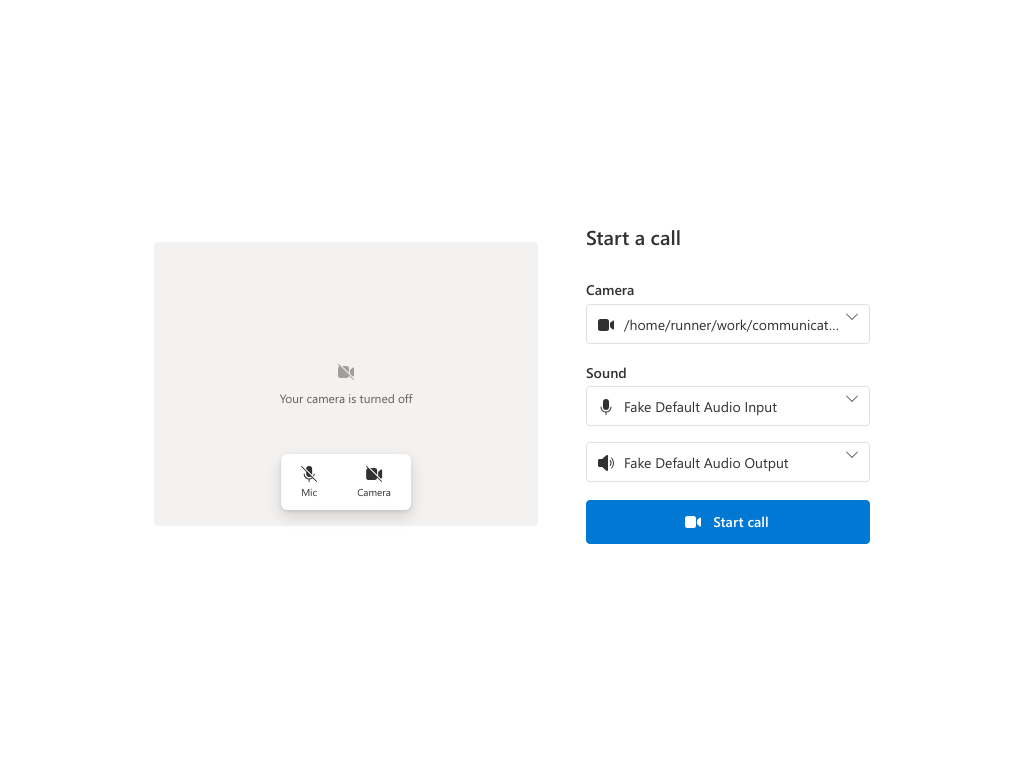 Start a call
Camera
/home/runner/work/communicat...
Sound
Fake Default Audio Input
Fake Default Audio Output
Start call
Your camera is turned off
Mic
Camera